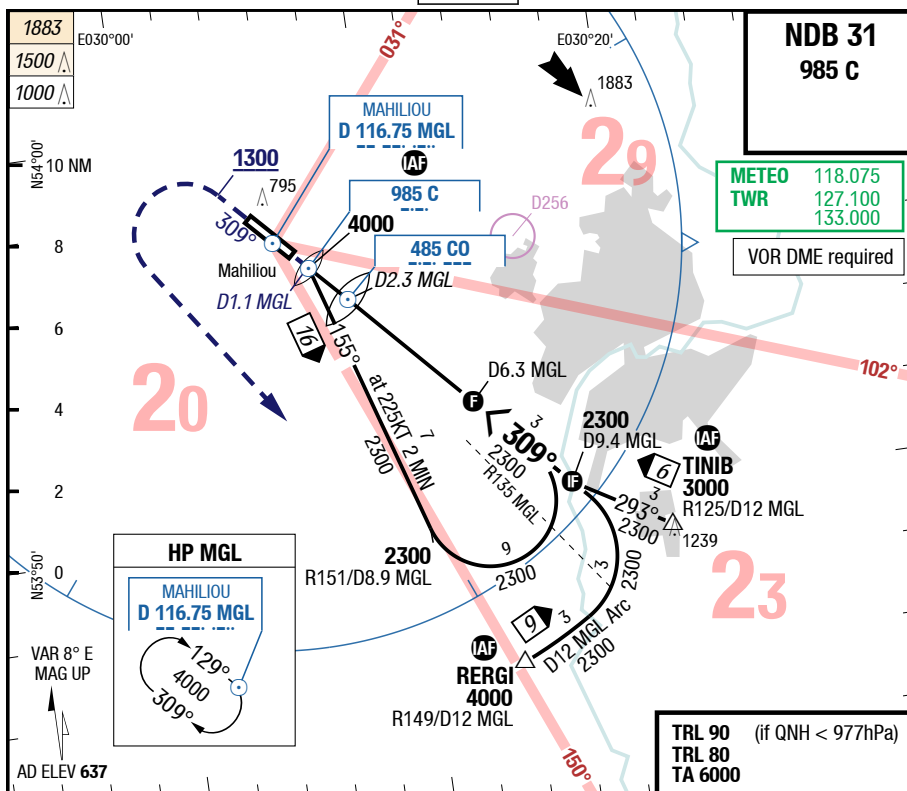 1883
1500
1000
E030°00'
031°
E030°20'
1883
NDB 31
985 C
MAHILIOU
D 116.75 MGL
IAF
29
N54°00'
10 NM
1300
795
METEO 118.075
TWR 127.100
133.000
985 C
D256
309°
4000
485 CO
VOR DME required
8
Mahiliou
D1.1 MGL
D2.3 MGL
6
16
155°
102°
D6.3 MGL
20
F
4
at 225KT 2 MIN
7
2300
3
309°
2300
R135 MGL
2300
D9.4 MGL
IAF
TINIB
3000
R125/D12 MGL
6
IF
3
293°
2300
1239
2
2300
R151/D8.9 MGL
9
2300
3
2300
23
N53°50'
0
HP MGL
MAHILIOU
D 116.75 MGL
129°
4000
309°
9
3
D12 MGL Arc
2300
IAF
RERGI
4000
R149/D12 MGL
VAR 8° E
MAG UP
AD ELEV 637
150°
TRL 90 (if QNH < 977hPa)
TRL 80
TA 6000